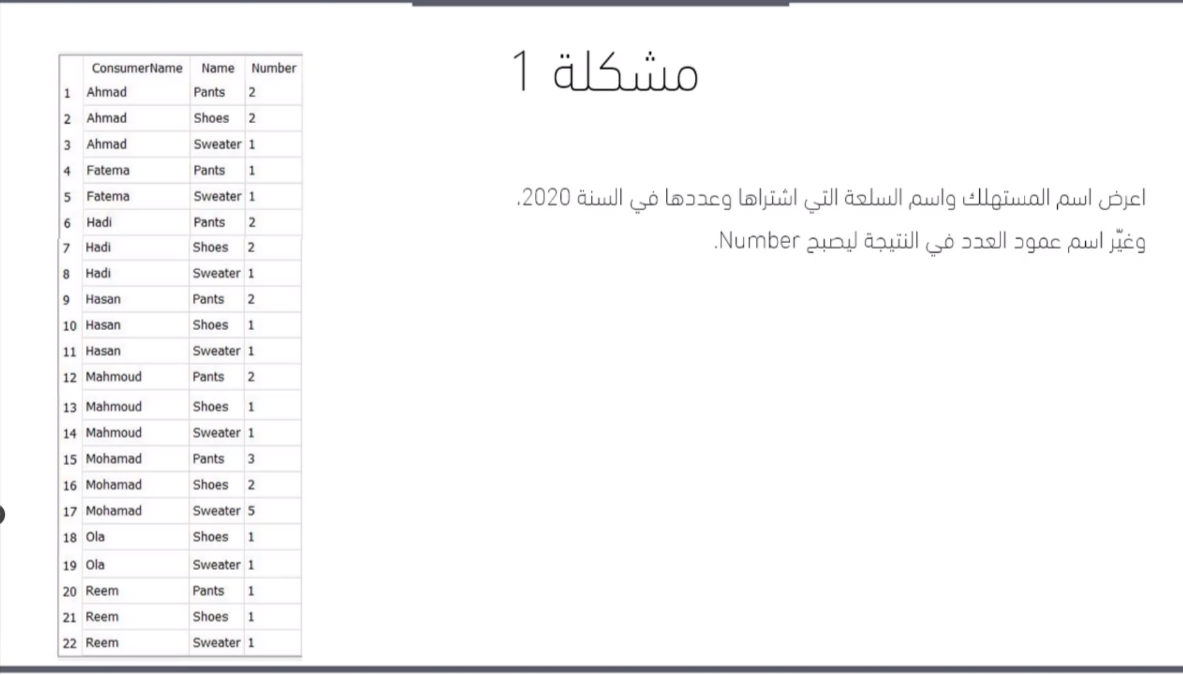 مشكلة 1
اعرض اسم المستهلك واسم السلعة التي اشتراها وعددها في السنة 2020.
وغيّر اسم عمود العدد في النتيجة ليصبح Number.
ConsumerName Name Number
1 Ahmad Pants 2
2 Ahmad Shoes 2
3 Ahmad Sweater 1
4 Fatema Pants 1
5 Fatema Sweater 1
6 Hadi Pants 2
7 Hadi Shoes 2
8 Hadi Sweater 1
9 Hasan Pants 2
10 Hasan Shoes 1
11 Hasan Sweater 1
12 Mahmoud Pants 2
13 Mahmoud Shoes 1
14 Mahmoud Sweater 1
15 Mohamad Pants 3
16 Mohamad Shoes 2
17 Mohamad Sweater 5
18 Ola Shoes 1
19 Ola Sweater 1
20 Reem Pants 1
21 Reem Shoes 1
22 Reem Sweater 1